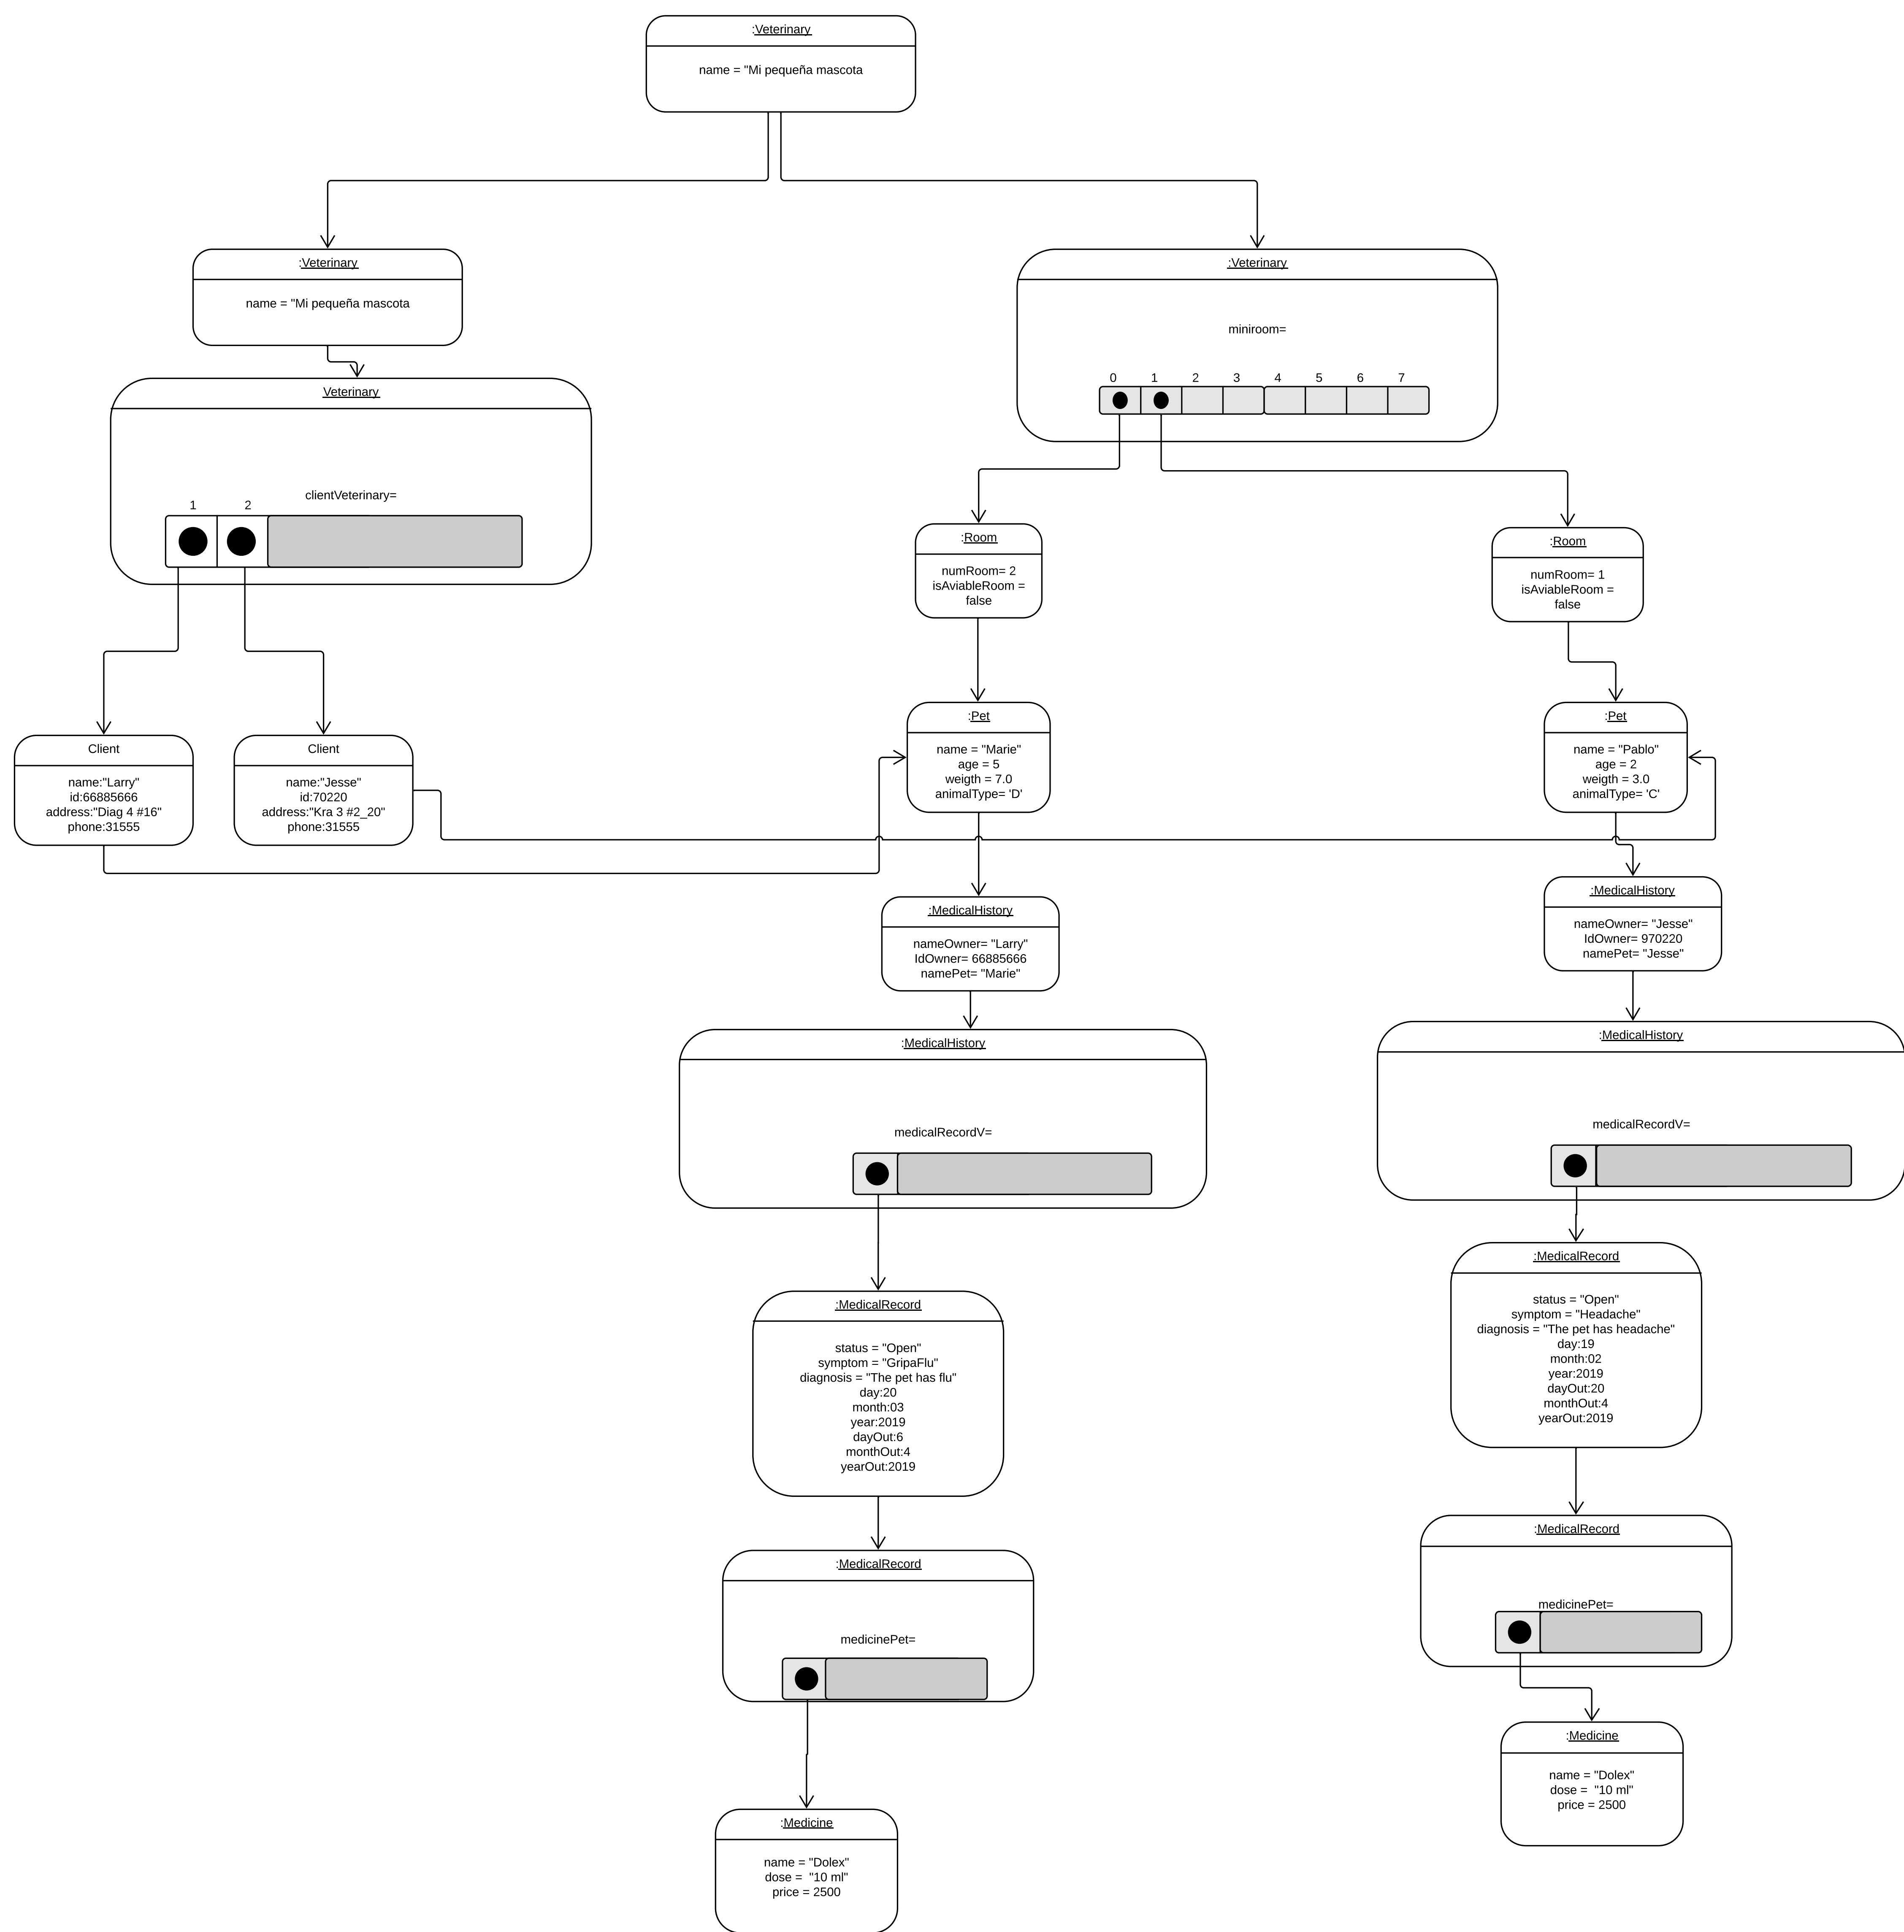 :Veterinary
name = "Mi pequeña mascota
:Veterinary
name = "Mi pequeña mascota
:Veterinary
miniroom=
0 1 2 3 4 5 6 7
Veterinary
clientVeterinary=
1 2
:Room
numRoom= 2
isAviableRoom =
false
:Room
numRoom= 1
isAviableRoom =
false
Client
name:"Larry"
id:66885666
address:"Diag 4 #16"
phone:31555
Client
name:"Jesse"
id:70220
address:"Kra 3 #2_20"
phone:31555
:Pet
name = "Marie"
age = 5
weigth = 7.0
animalType= 'D'
:Pet
name = "Pablo"
age = 2
weigth = 3.0
animalType= 'C'
:MedicalHistory
nameOwner= "Larry"
IdOwner= 66885666
namePet= "Marie"
:MedicalHistory
nameOwner= "Jesse"
IdOwner= 970220
namePet= "Jesse"
:MedicalHistory
medicalRecordV=
:MedicalHistory
medicalRecordV=
:MedicalRecord
status = "Open"
symptom = "GripaFlu"
diagnosis = "The pet has flu"
day:20
month:03
year:2019
dayOut:6
monthOut:4
yearOut:2019
:MedicalRecord
status = "Open"
symptom = "Headache"
diagnosis = "The pet has headache"
day:19
month:02
year:2019
dayOut:20
monthOut:4
yearOut:2019
:MedicalRecord
medicinePet=
:MedicalRecord
medicinePet=
:Medicine
name = "Dolex"
dose =  "10 ml"
price = 2500
:Medicine
name = "Dolex"
dose =  "10 ml"
price = 2500